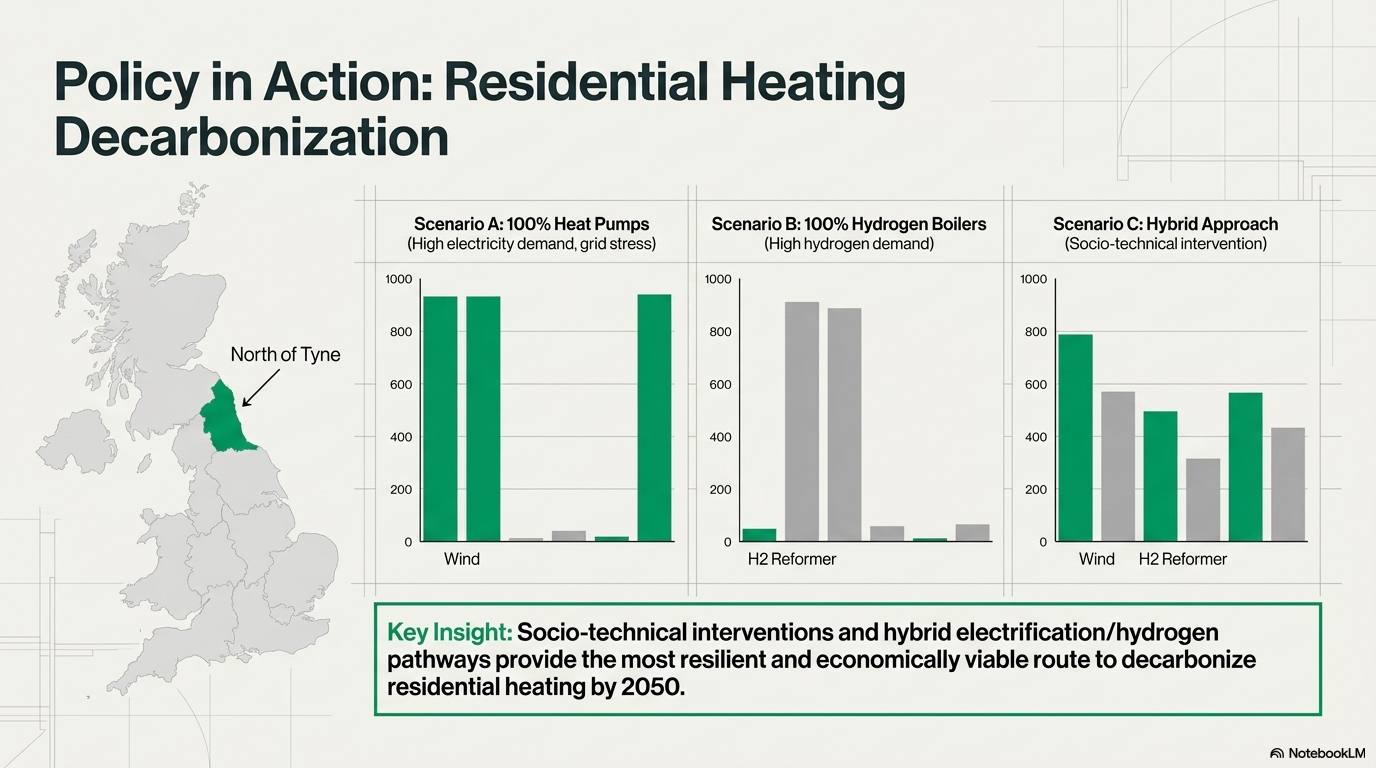 Policy in Action: Residential Heating
Decarbonization
North of Tyne
Scenario A: 100% Heat Pumps
(High electricity demand, grid stress)
1000
800
600
400
200
0
Wind
Scenario B: 100% Hydrogen Boilers
(High hydrogen demand)
1000
800
600
400
200
0
H2 Reformer
Scenario C: Hybrid Approach
(Socio-technical intervention)
1000
800
600
400
200
0
Wind H2 Reformer
Key Insight: Socio-technical interventions and hybrid electrification/hydrogen
pathways provide the most resilient and economically viable route to decarbonize
residential heating by 2050.
NotebookLM